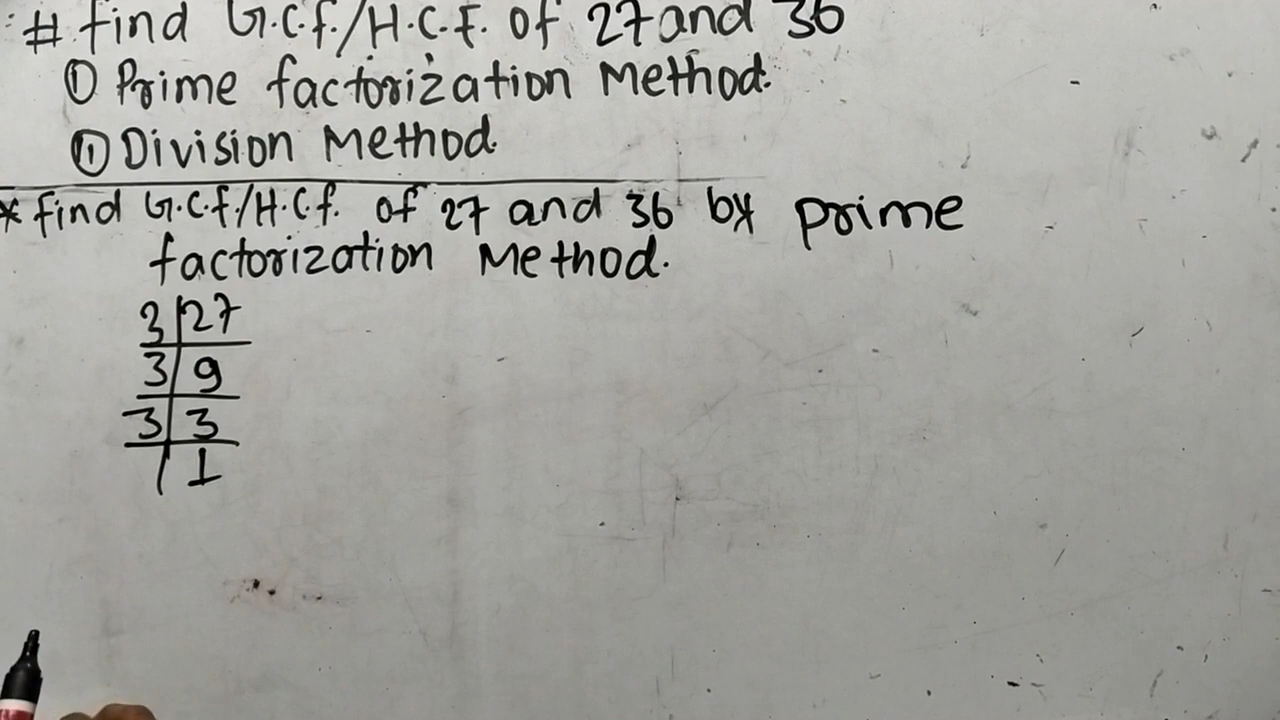 :# find G.C.f./H.C.F. of 27 and 36
① Prime factorization Method.
⑪ Division Method.
* find G.C.f./H.C.f. of 27 and 36 by prime
factorization Method.
3 | 27
3 | 9
3 | 3
| 1